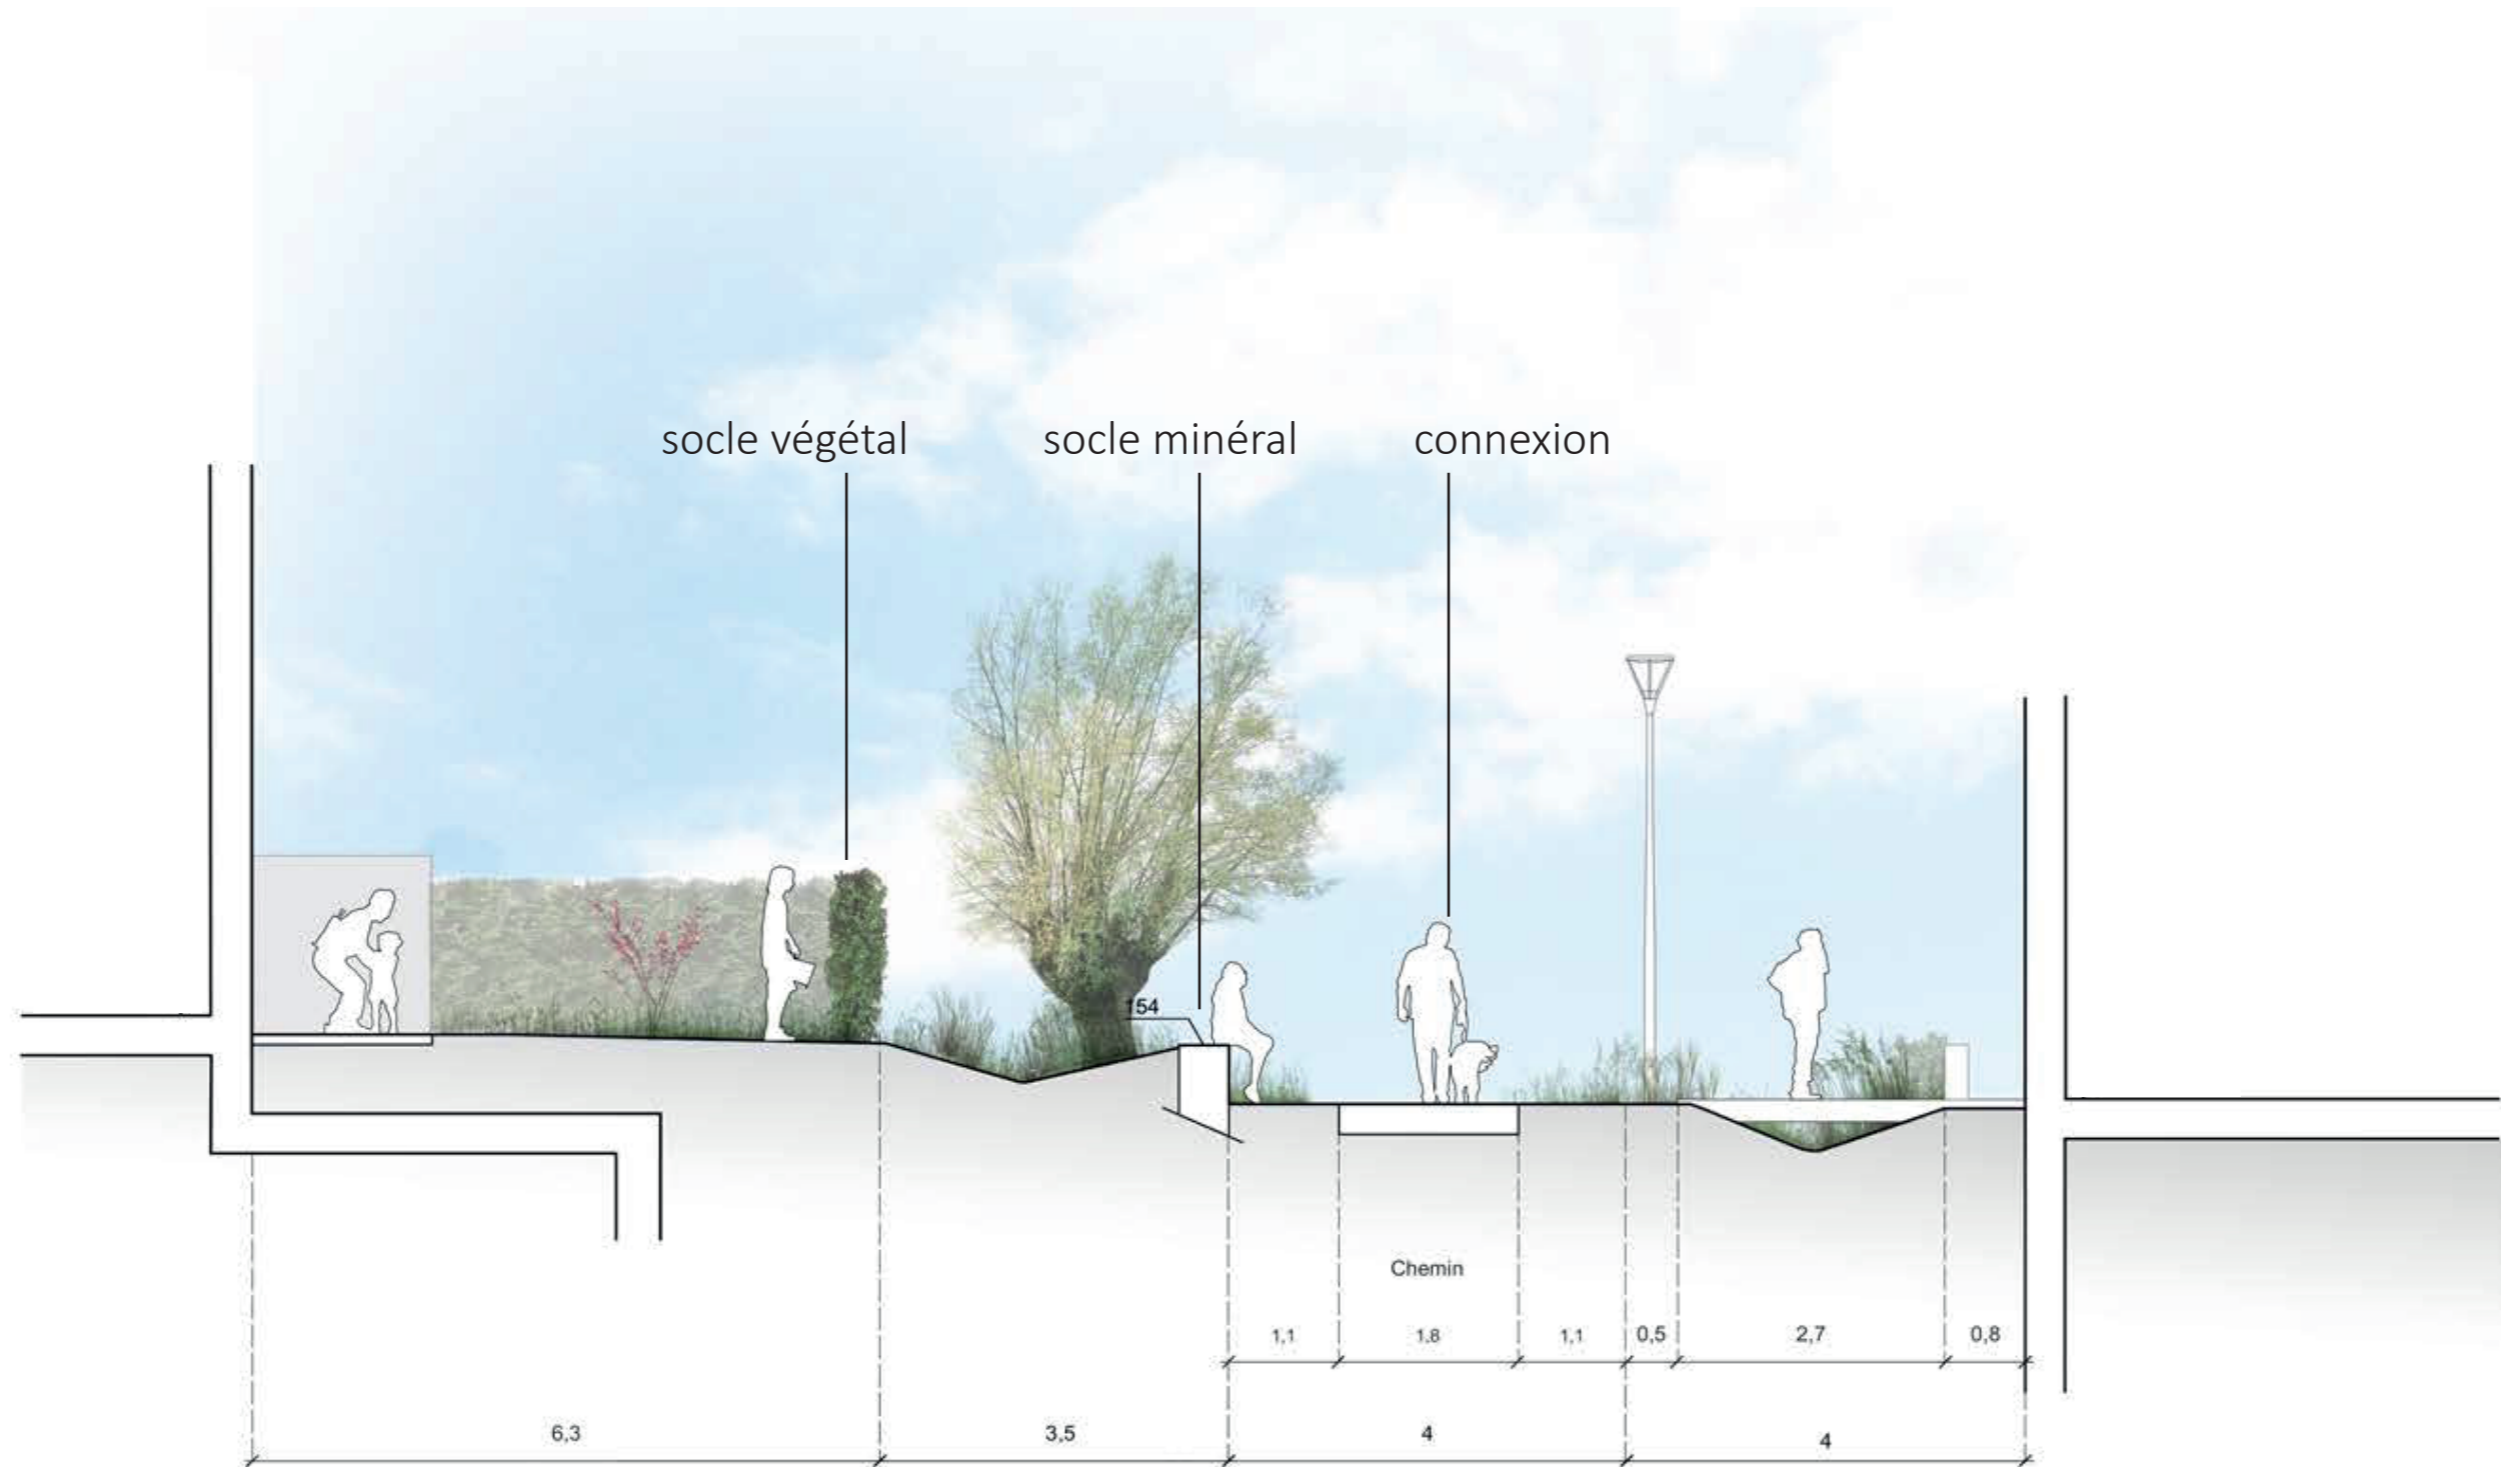 socle végétal
socle minéral
connexion
154
Chemin
1,1
1,8
1,1
0,5
2,7
0,8
6,3
3,5
4
4